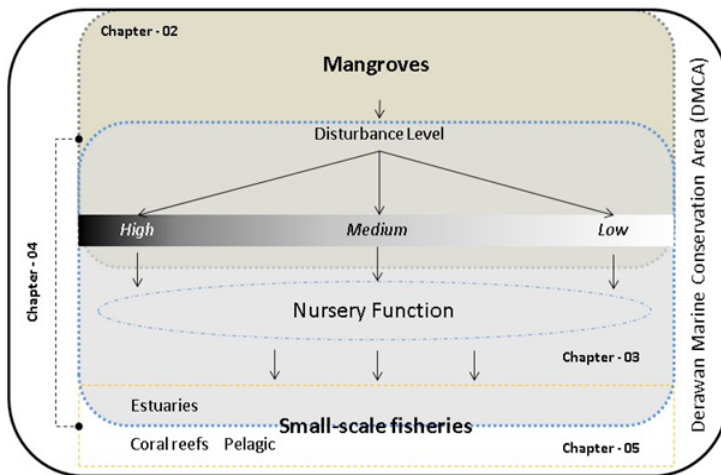 Chapter - 02
Mangroves
Disturbance Level
High Medium Low
Nursery Function
Chapter - 03
Estuaries
Small-scale fisheries
Coral reefs Pelagic
Chapter - 05
Chapter - 04
Derawan Marine Conservation Area (DMCA)